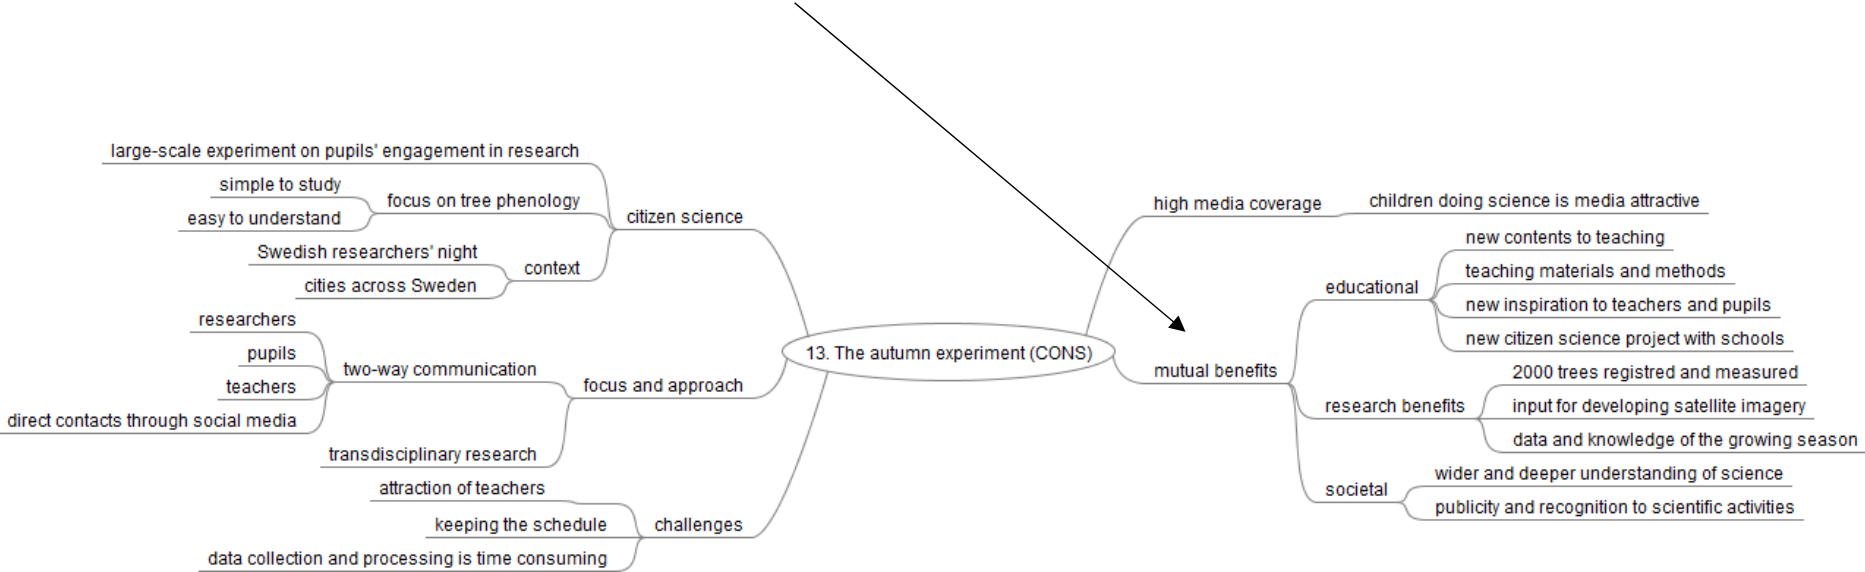 large-scale experiment on pupils' engagement in research
simple to study
easy to understand
focus on tree phenology
Swedish researchers' night
cities across Sweden
context
citizen science
researchers
pupils
teachers
direct contacts through social media
two-way communication
transdisciplinary research
focus and approach
attraction of teachers
keeping the schedule
data collection and processing is time consuming
challenges
13. The autumn experiment (CONS)
high media coverage
children doing science is media attractive
mutual benefits
educational
new contents to teaching
teaching materials and methods
new inspiration to teachers and pupils
new citizen science project with schools
research benefits
2000 trees registred and measured
input for developing satellite imagery
data and knowledge of the growing season
societal
wider and deeper understanding of science
publicity and recognition to scientific activities